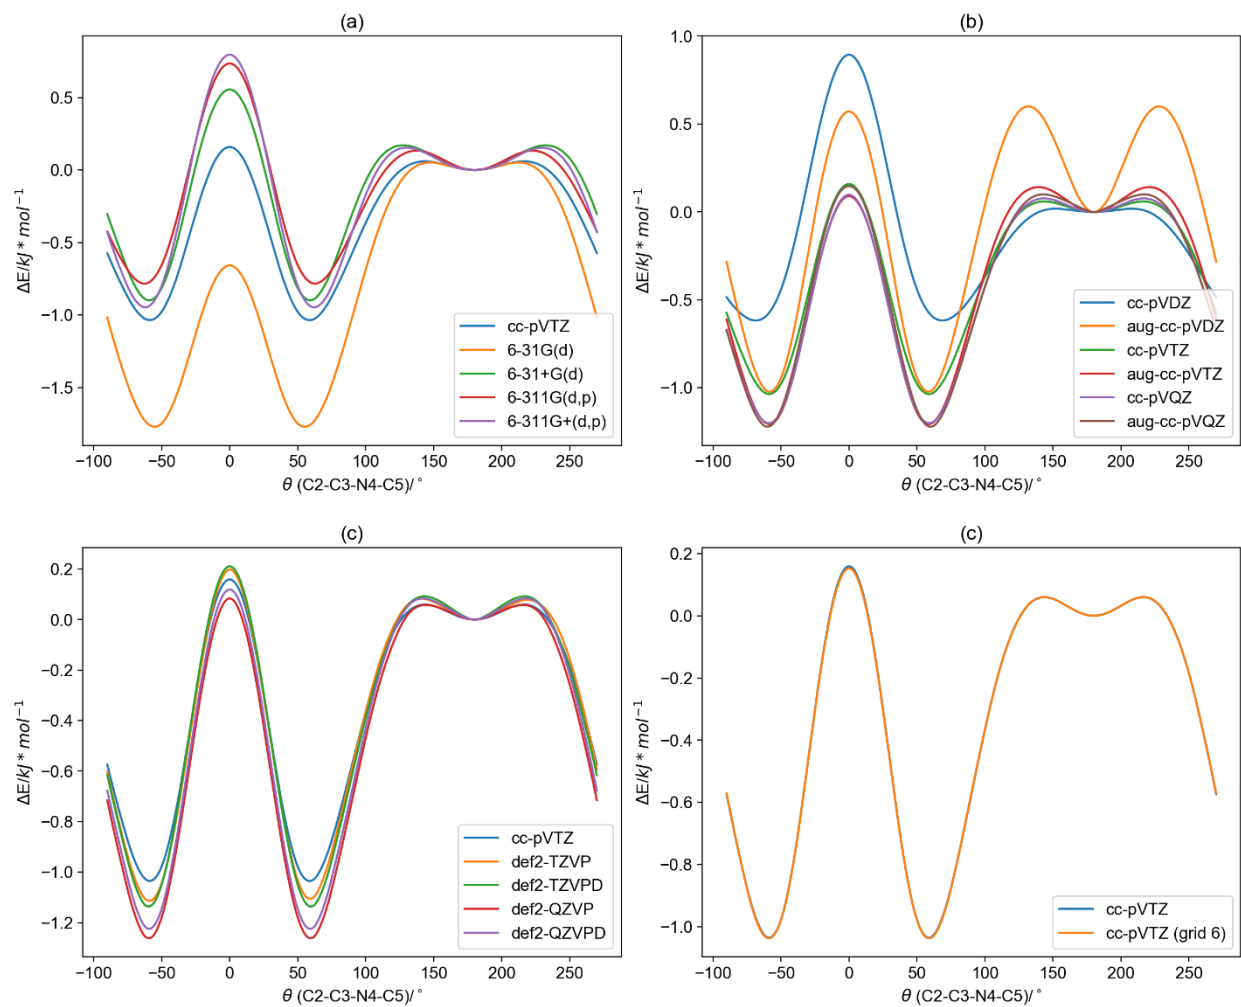 (a)
0.5
0.0
−0.5
−1.0
−1.5
ΔE/kJ * mol⁻¹
cc-pVTZ
6-31G(d)
6-31+G(d)
6-311G(d,p)
6-311G+(d,p)
−100 −50 0 50 100 150 200 250
θ (C2-C3-N4-C5)/ °
(b)
1.0
0.5
0.0
−0.5
−1.0
ΔE/kJ * mol⁻¹
cc-pVDZ
aug-cc-pVDZ
cc-pVTZ
aug-cc-pVTZ
cc-pVQZ
aug-cc-pVQZ
−100 −50 0 50 100 150 200 250
θ (C2-C3-N4-C5)/ °
(c)
0.2
0.0
−0.2
−0.4
−0.6
−0.8
−1.0
−1.2
ΔE/kJ * mol⁻¹
cc-pVTZ
def2-TZVP
def2-TZVPD
def2-QZVP
def2-QZVPD
−100 −50 0 50 100 150 200 250
θ (C2-C3-N4-C5)/ °
(c)
0.2
0.0
−0.2
−0.4
−0.6
−0.8
−1.0
ΔE/kJ * mol⁻¹
cc-pVTZ
cc-pVTZ (grid 6)
−100 −50 0 50 100 150 200 250
θ (C2-C3-N4-C5)/ °